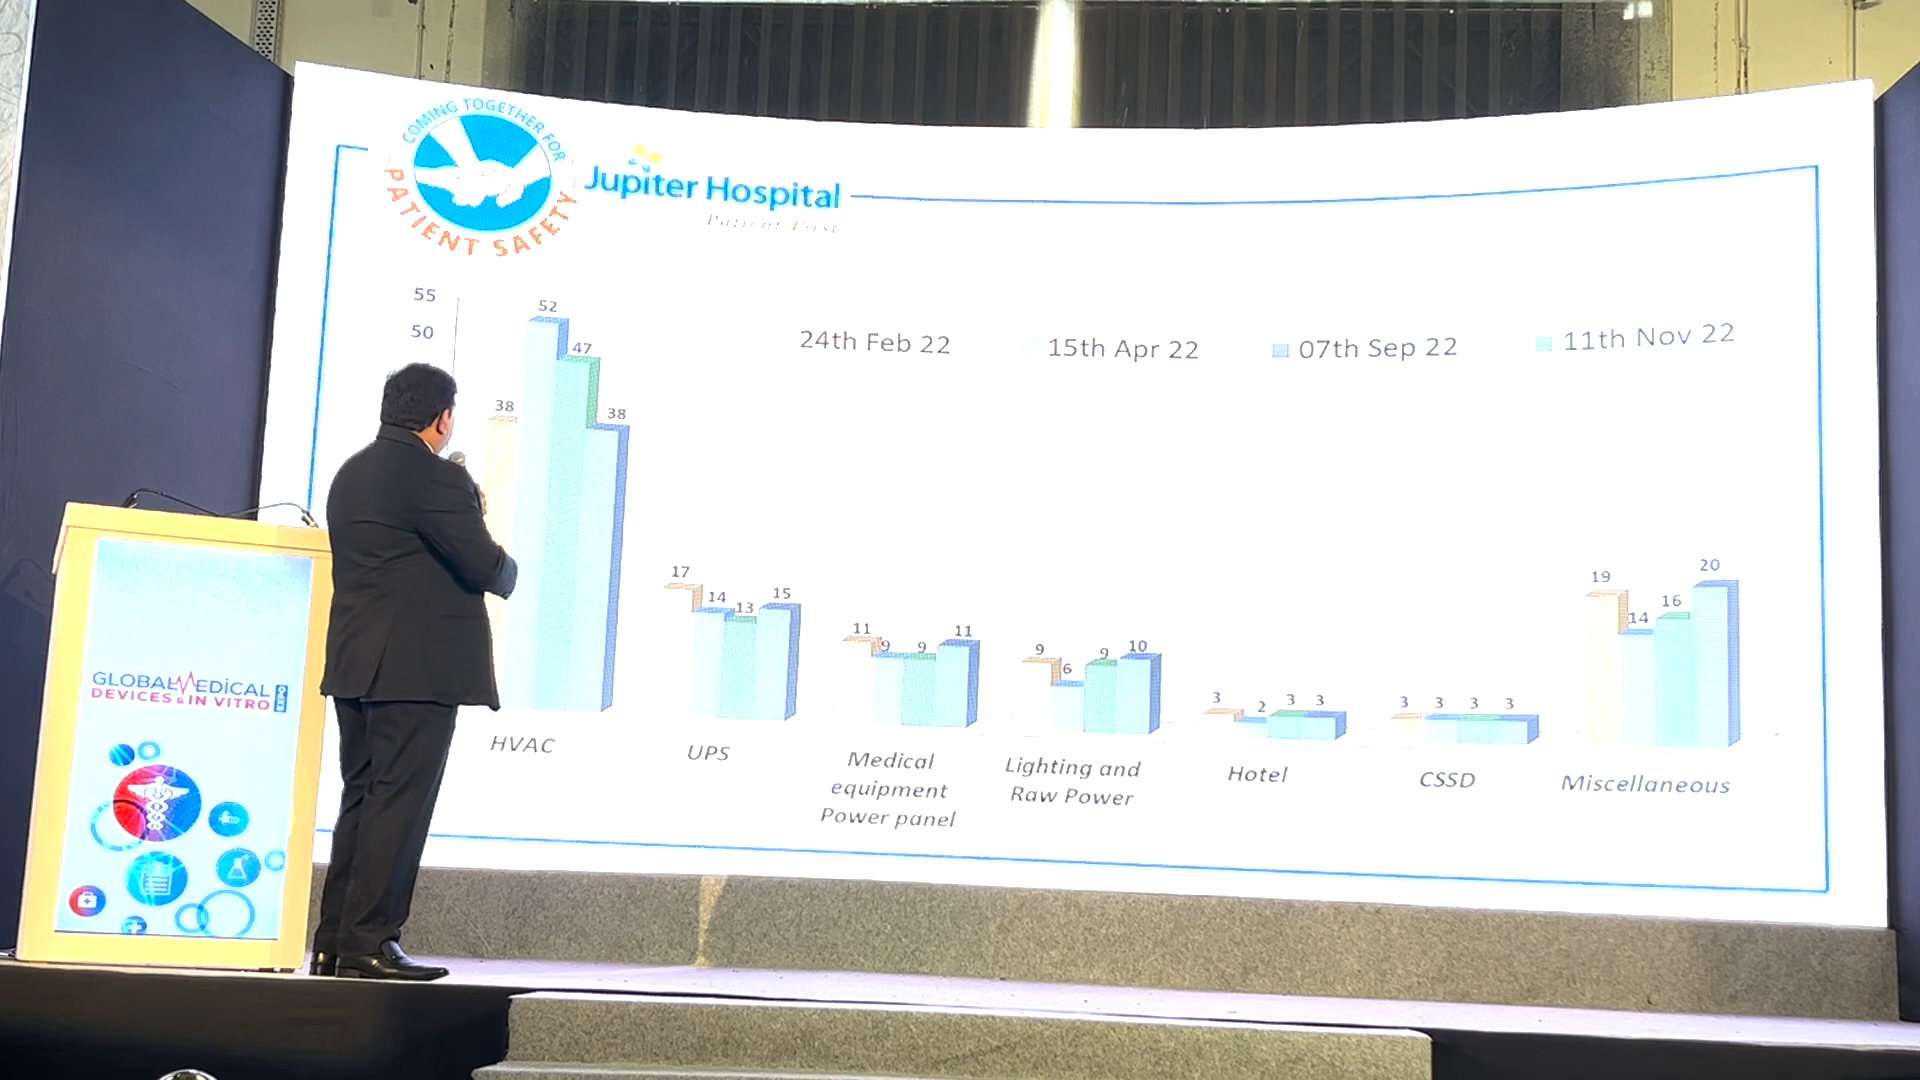 COMING TOGETHER FOR
PATIENT SAFETY
Jupiter Hospital
Patient First
55
50
24th Feb 22
15th Apr 22
07th Sep 22
11th Nov 22
38
52
47
38
17
14
13
15
11
9
9
11
9
6
9
10
3
2
3
3
3
3
3
3
19
14
16
20
HVAC
UPS
Medical
equipment
Power panel
Lighting and
Raw Power
Hotel
CSSD
Miscellaneous
GLOBAL MEDICAL
DEVICES & IN VITRO
EXPO